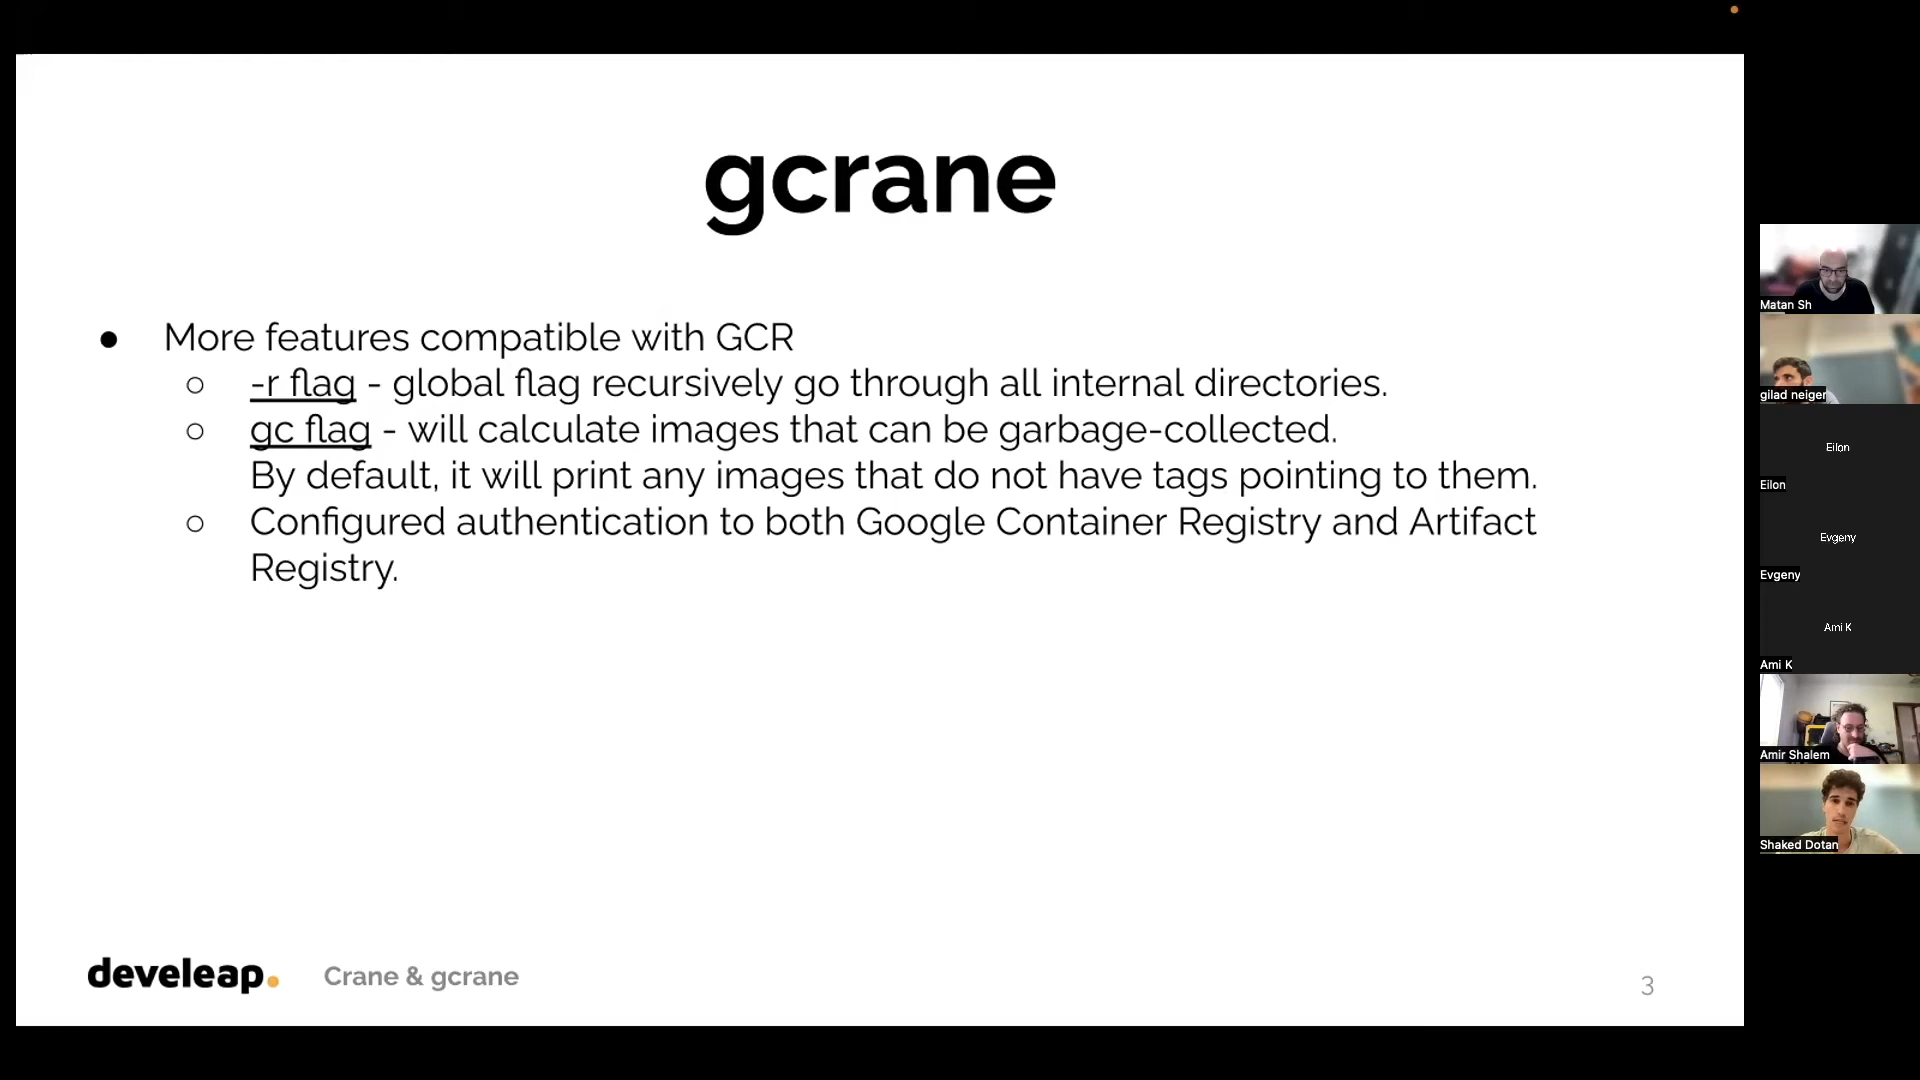 gcrane
● More features compatible with GCR
○ -r flag - global flag recursively go through all internal directories.
○ gc flag - will calculate images that can be garbage-collected.
By default, it will print any images that do not have tags pointing to them.
○ Configured authentication to both Google Container Registry and Artifact
Registry.
develeap.
Crane & gcrane
3
Matan Sh
gilad neiger
Eilon
Eilon
Evgeny
Evgeny
Ami K
Ami K
Amir Shalem
Shaked Dotan